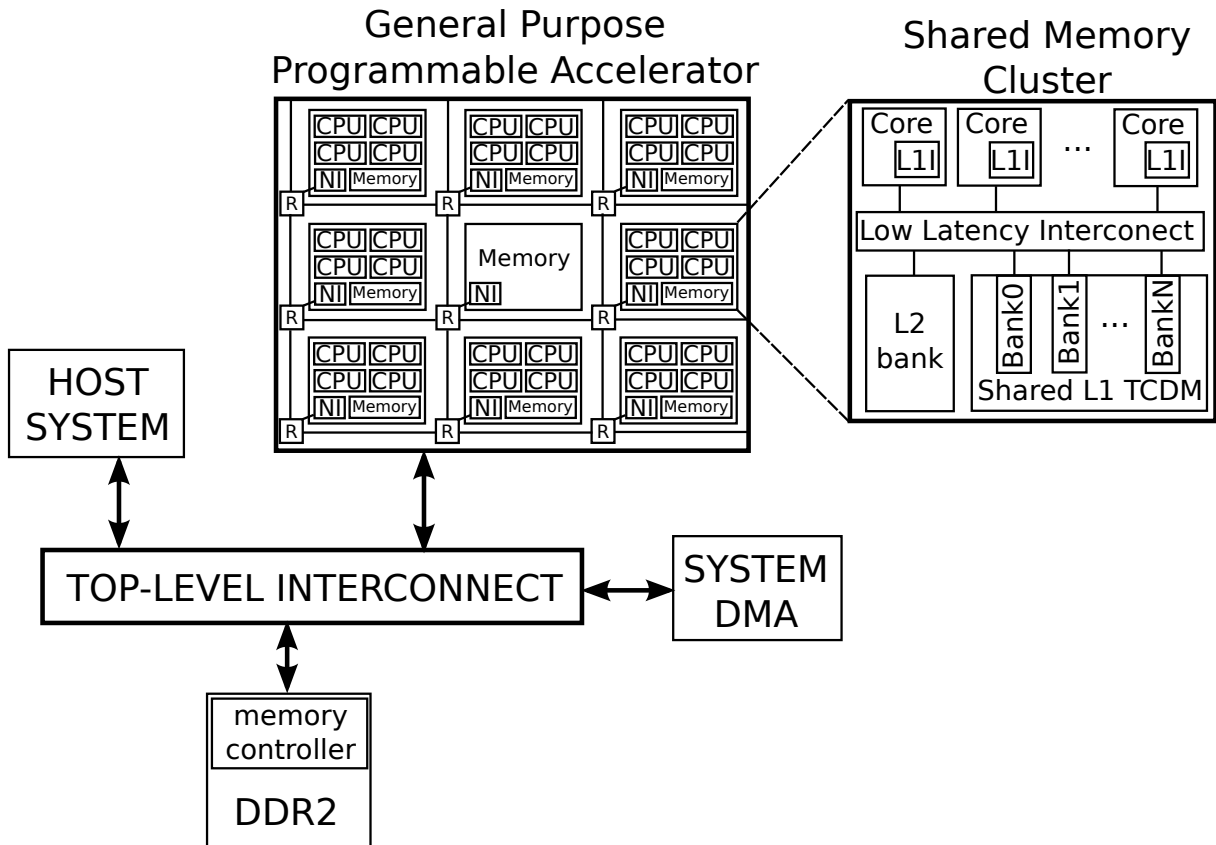 General Purpose
Programmable Accelerator
Shared Memory
Cluster
CPU CPU CPU CPU CPU CPU
CPU CPU CPU CPU CPU CPU
NI Memory NI Memory NI Memory
R R R
CPU CPU Memory CPU CPU
CPU CPU CPU CPU
NI Memory NI NI Memory
R R R
CPU CPU CPU CPU CPU CPU
CPU CPU CPU CPU CPU CPU
NI Memory NI Memory NI Memory
R R R
Core Core ... Core
L1I L1I L1I
Low Latency Interconect
L2
bank
Bank0 Bank1 ... BankN
Shared L1 TCDM
HOST
SYSTEM
TOP-LEVEL INTERCONNECT
SYSTEM
DMA
memory
controller
DDR2